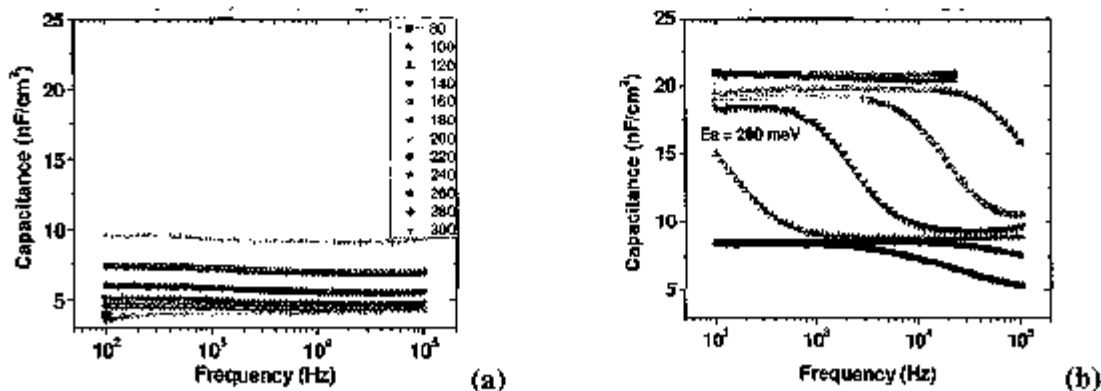 25
20
15
10
5
Capacitance (nF/cm²)
10² 10³ 10⁴ 10⁵
Frequency (Hz)
80
100
120
140
160
180
200
220
240
260
280
300
(a)
25
20
15
10
5
Capacitance (nF/cm²)
Ea = 200 meV
10² 10³ 10⁴ 10⁵
Frequency (Hz)
(b)